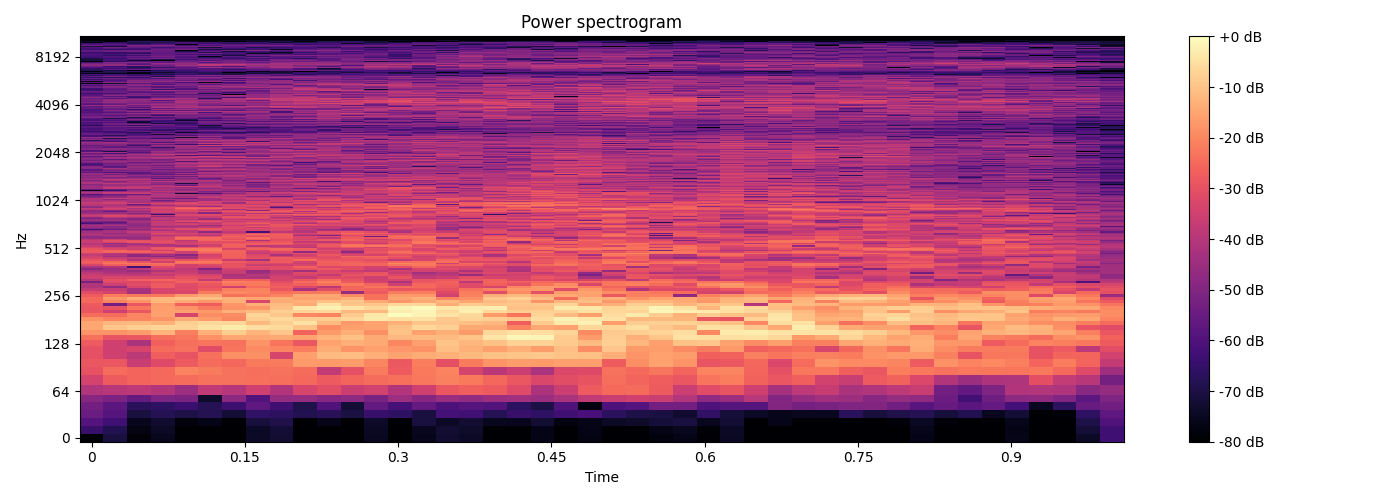 Power spectrogram
Hz
8192
4096
2048
1024
512
256
128
64
0
0 0.15 0.3 0.45 0.6 0.75 0.9
Time
+0 dB
-10 dB
-20 dB
-30 dB
-40 dB
-50 dB
-60 dB
-70 dB
-80 dB